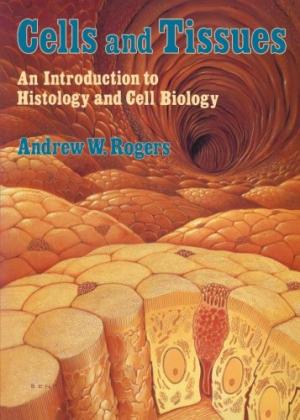 Cells and Tissues
An Introduction to
Histology and Cell Biology
Andrew W. Rogers